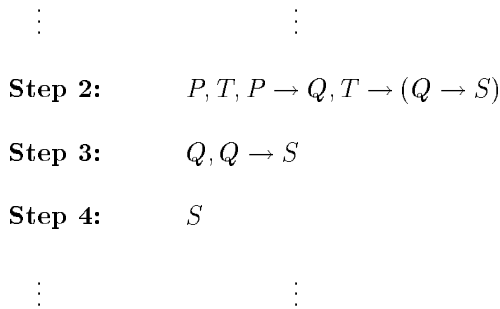 ⋮ ⋮
Step 2: P, T, P → Q, T → (Q → S)
Step 3: Q, Q → S
Step 4: S
⋮ ⋮